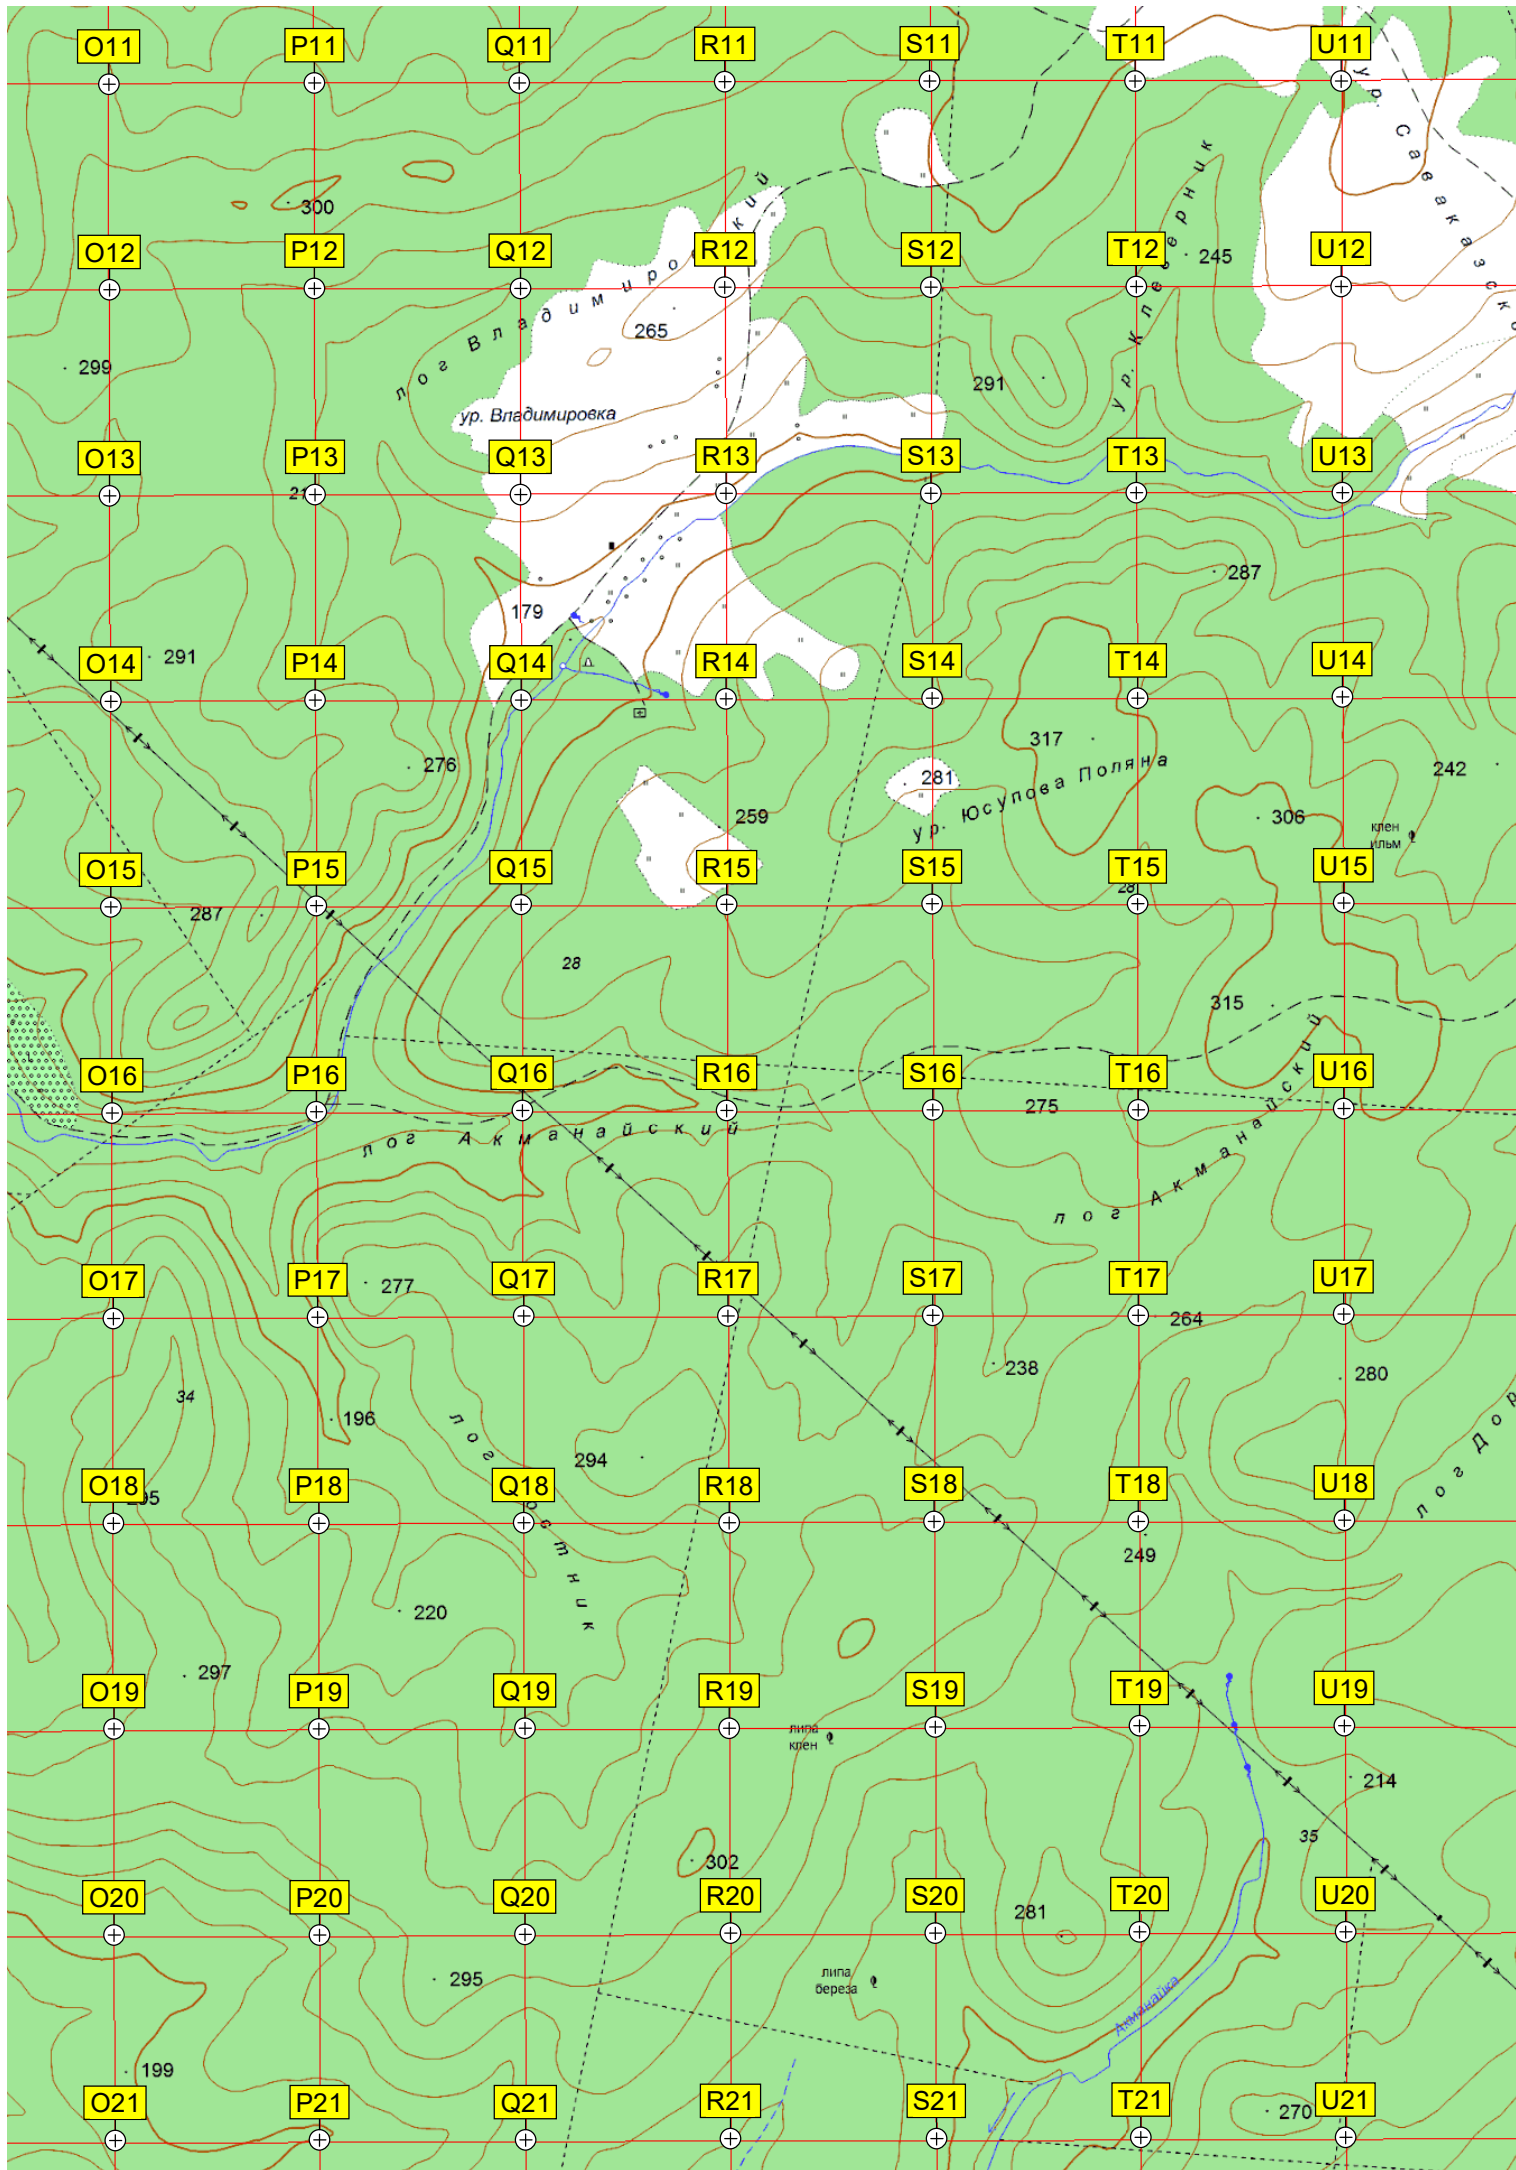 O11 P11 Q11 R11 S11 T11 U11
ур. Саваказско
300
O12 P12 Q12 R12 S12 T12 U12
245
лог Владимировский
ур. Клеверник
265
299
291
ур. Владимировка
O13 P13 Q13 R13 S13 T13 U13
287
179
O14 P14 Q14 R14 S14 T14 U14
291
317
276
281
242
ур. Юсупова Поляна
259
306
клен
ильм
O15 P15 Q15 R15 S15 T15 U15
28
287
28
315
O16 P16 Q16 R16 S16 T16 U16
275
лог Акманайский
лог Акманайский
O17 P17 Q17 R17 S17 T17 U17
277
264
238
280
34
196
лог Дор
294
O18 P18 Q18 R18 S18 T18 U18
249
220
297
O19 P19 Q19 R19 S19 T19 U19
липа
клен
214
35
302
O20 P20 Q20 R20 S20 T20 U20
281
295
липа
береза
Акманайка
199
O21 P21 Q21 R21 S21 T21 U21
270